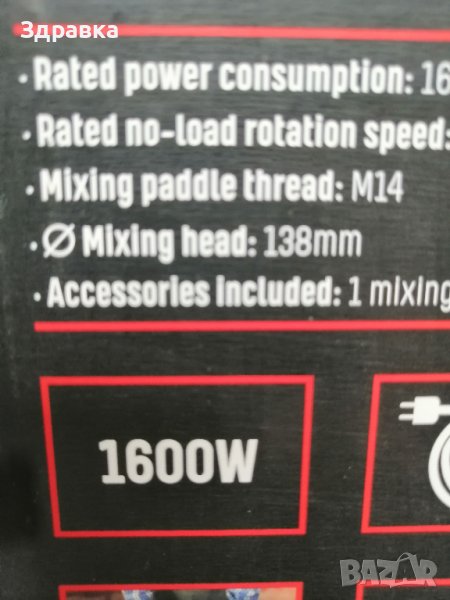 Здравка
· Rated power consumption: 16
· Rated no-load rotation speed:
· Mixing paddle thread: M14
· Ø Mixing head: 138mm
· Accessories Included: 1 mixing
1600W
BAZAR